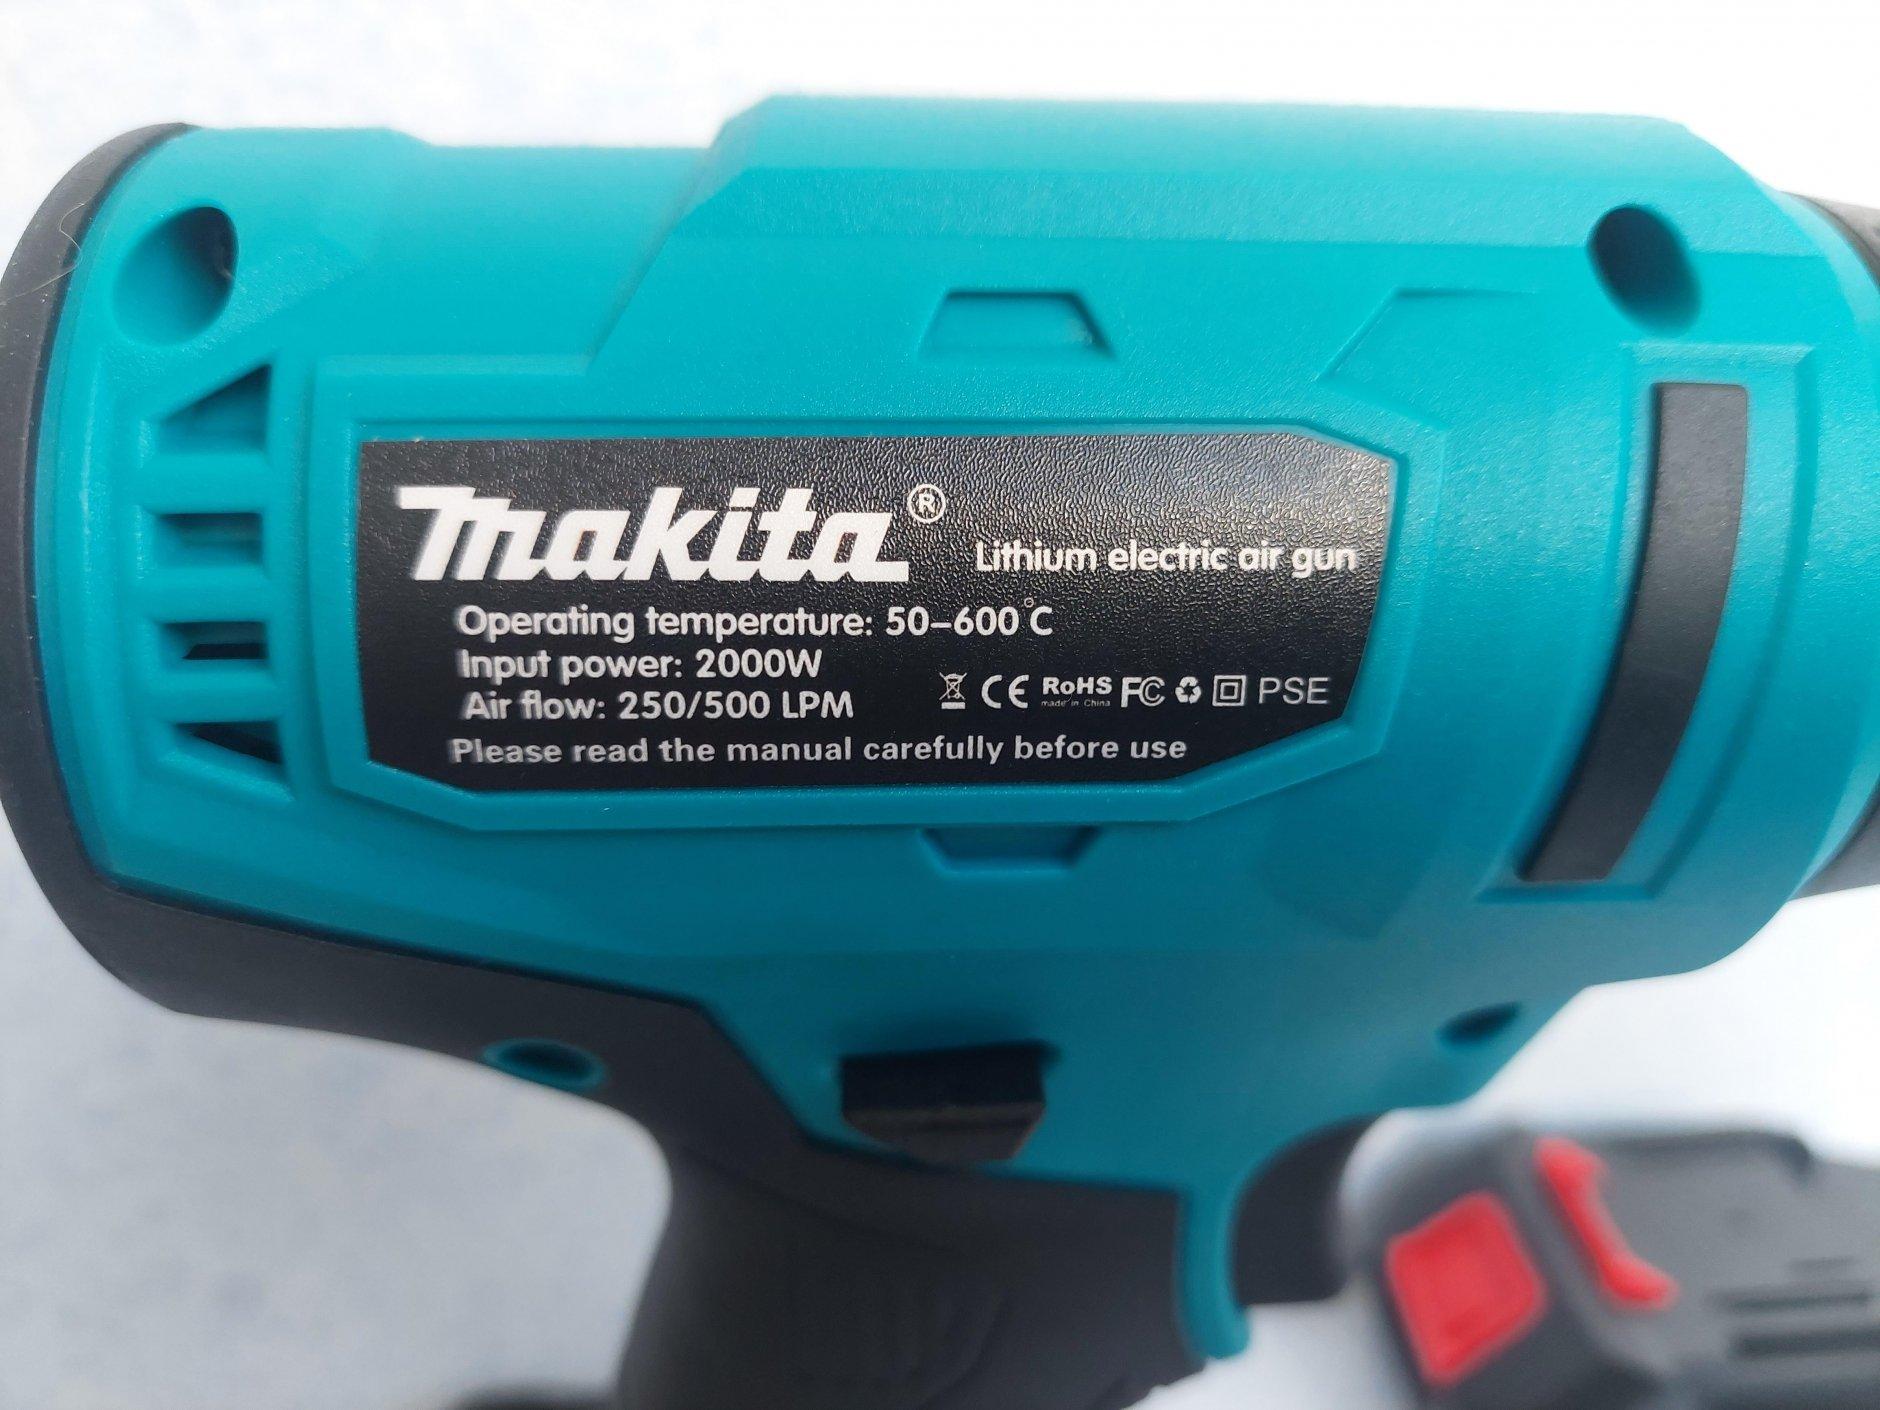 makita® Lithium electric air gun
Operating temperature: 50-600°C
Input power: 2000W
Air flow: 250/500 LPM
CE RoHS FC PSE
made in China
Please read the manual carefully before use